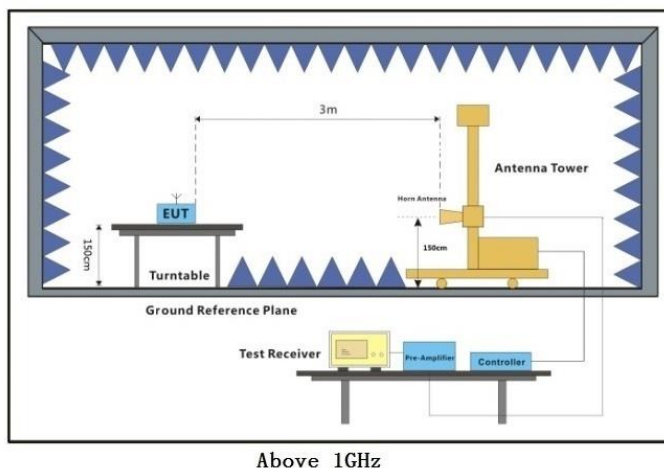 3m
Antenna Tower
Horn Antenna
EUT
150cm
150cm
Turntable
Ground Reference Plane
Test Receiver
Pre-Amplifier
Controller
Above 1GHz